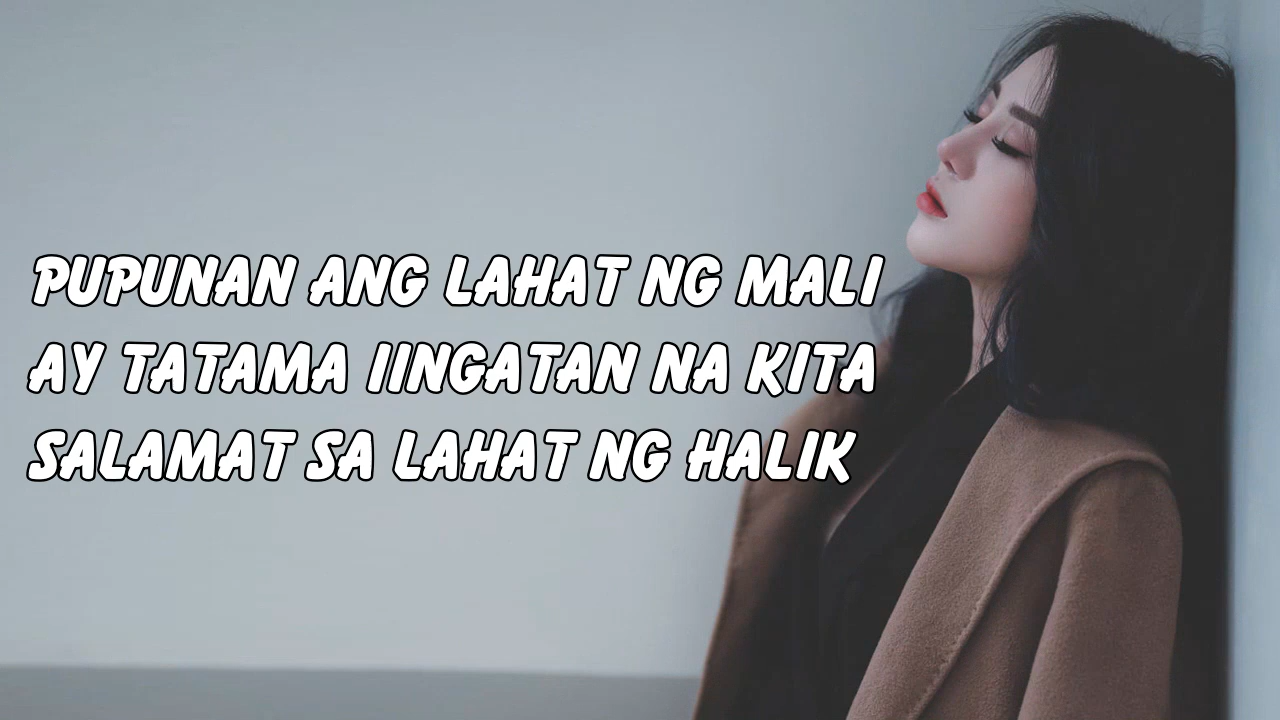 PUPUNAN ANG LAHAT NG MALI
AY TATAMA IINGATAN NA KITA
SALAMAT SA LAHAT NG HALIK